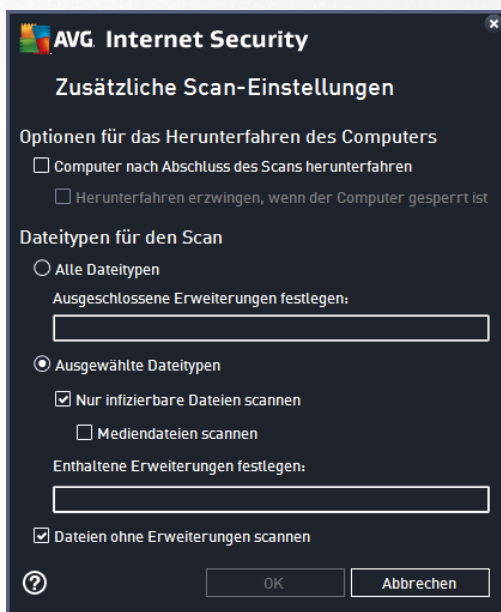 AVG. Internet Security
Zusätzliche Scan-Einstellungen
Optionen für das Herunterfahren des Computers
Computer nach Abschluss des Scans herunterfahren
Herunterfahren erzwingen, wenn der Computer gesperrt ist
Dateitypen für den Scan
Alle Dateitypen
Ausgeschlossene Erweiterungen festlegen:
Ausgewählte Dateitypen
Nur infizierbare Dateien scannen
Mediendateien scannen
Enthaltene Erweiterungen festlegen:
Dateien ohne Erweiterungen scannen
? OK Abbrechen